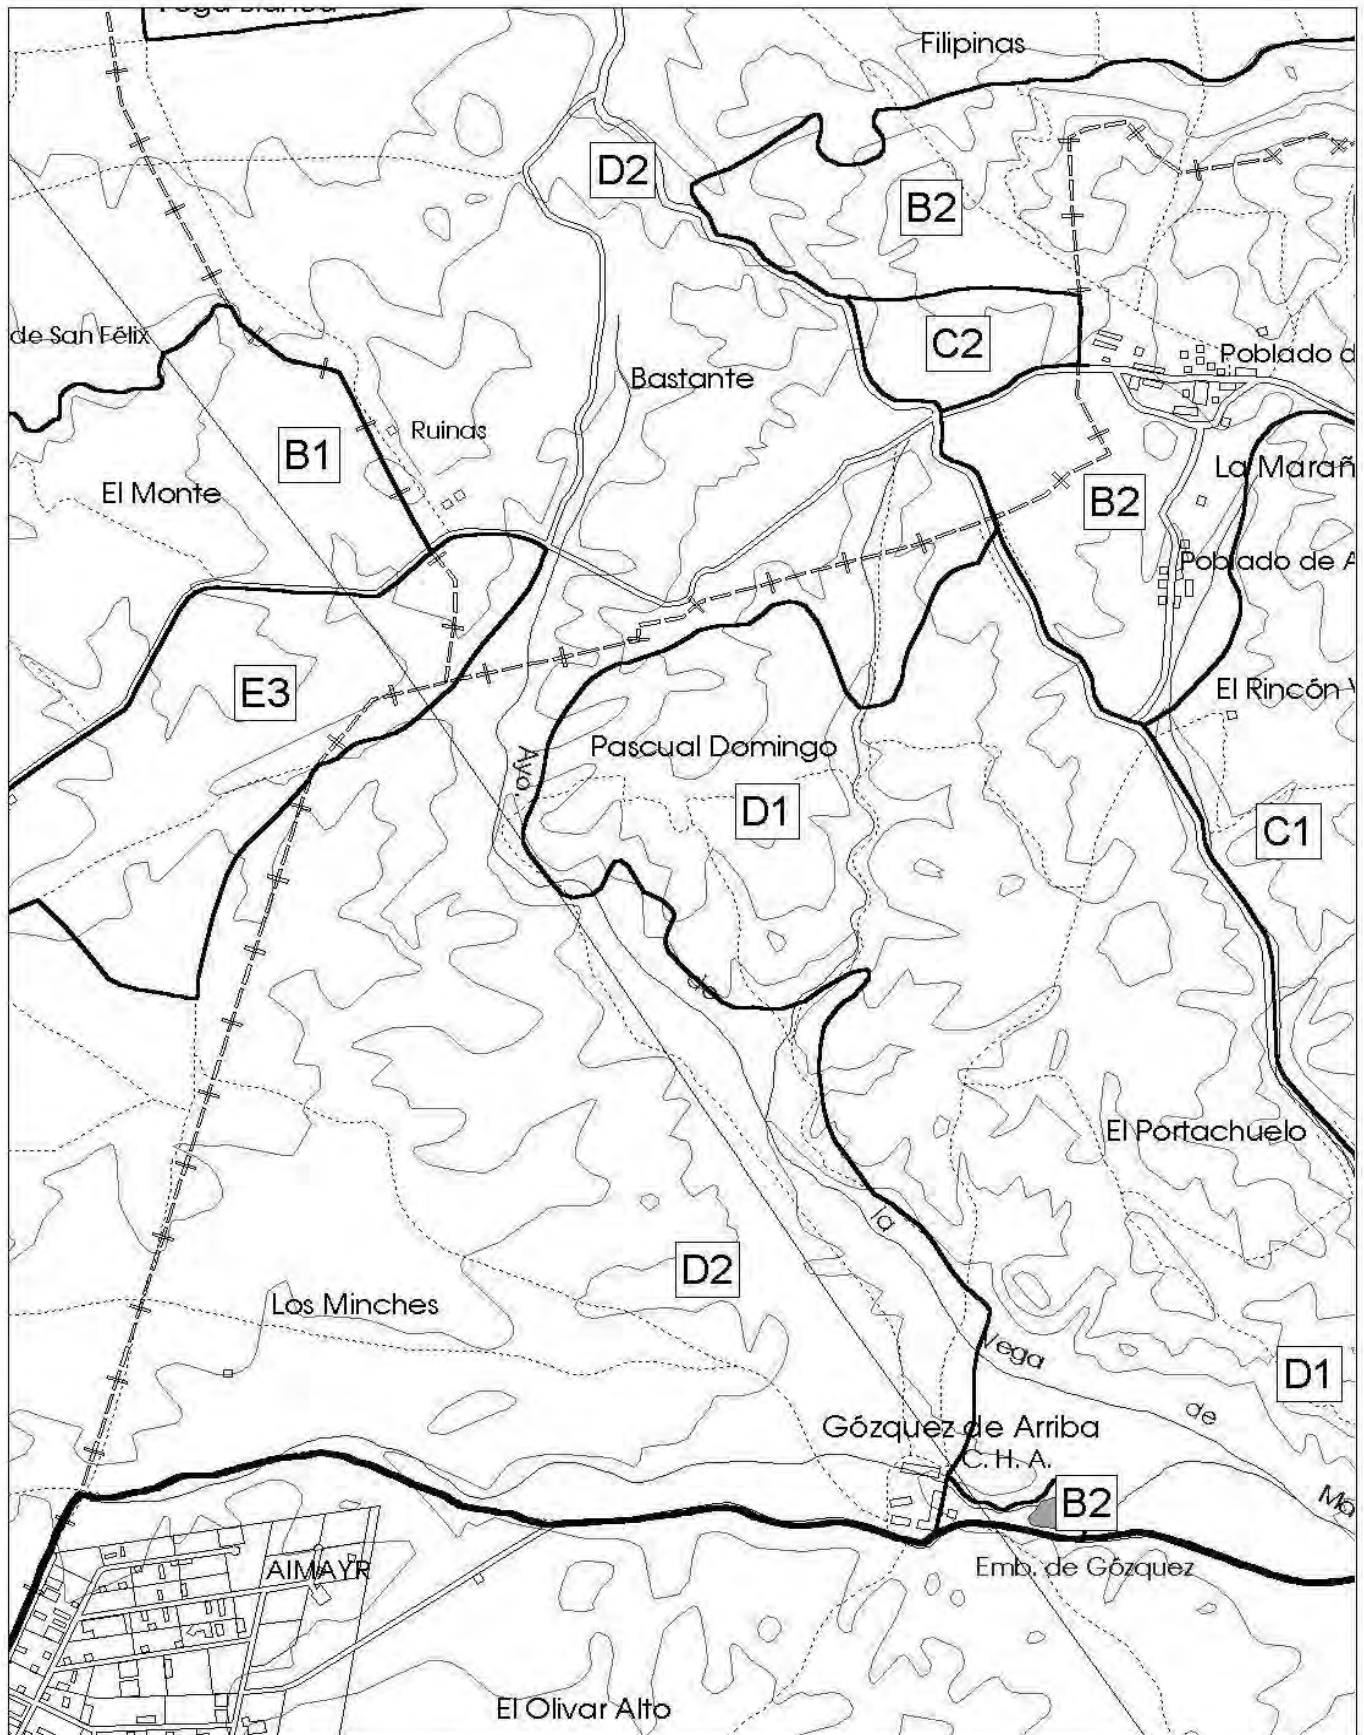 Filipinas
D2
B2
de San Félix
C2
Poblado d
Bastante
Ruinas
B1
La Marañ
El Monte
B2
Poblado de A
E3
El Rincón
Pascual Domingo
Ayo.
D1
C1
de
El Portachuelo
la
D2
Los Minches
Vega
D1
de
Gózquez de Arriba
C. H. A.
B2
Ma
Emb. de Gózquez
AIMAYR
El Olivar Alto